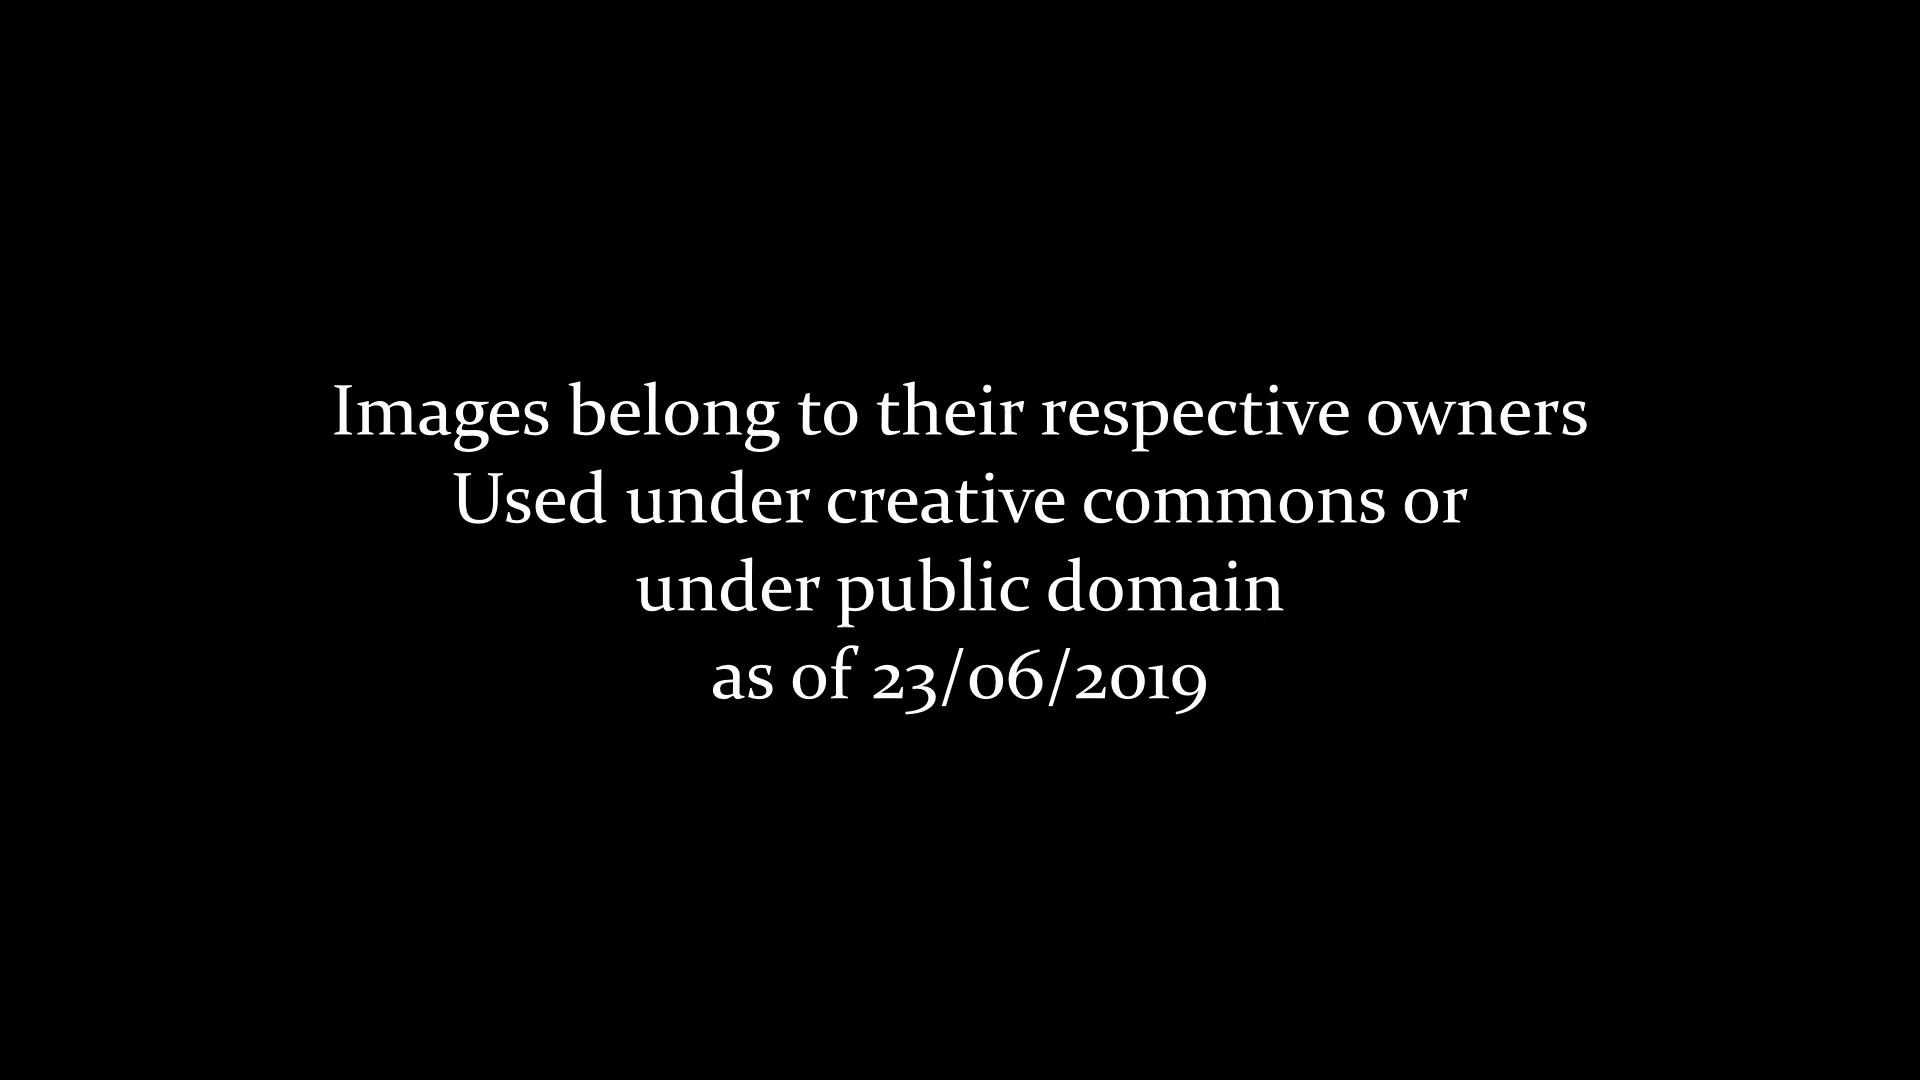 Images belong to their respective owners
Used under creative commons or
under public domain
as of 23/06/2019